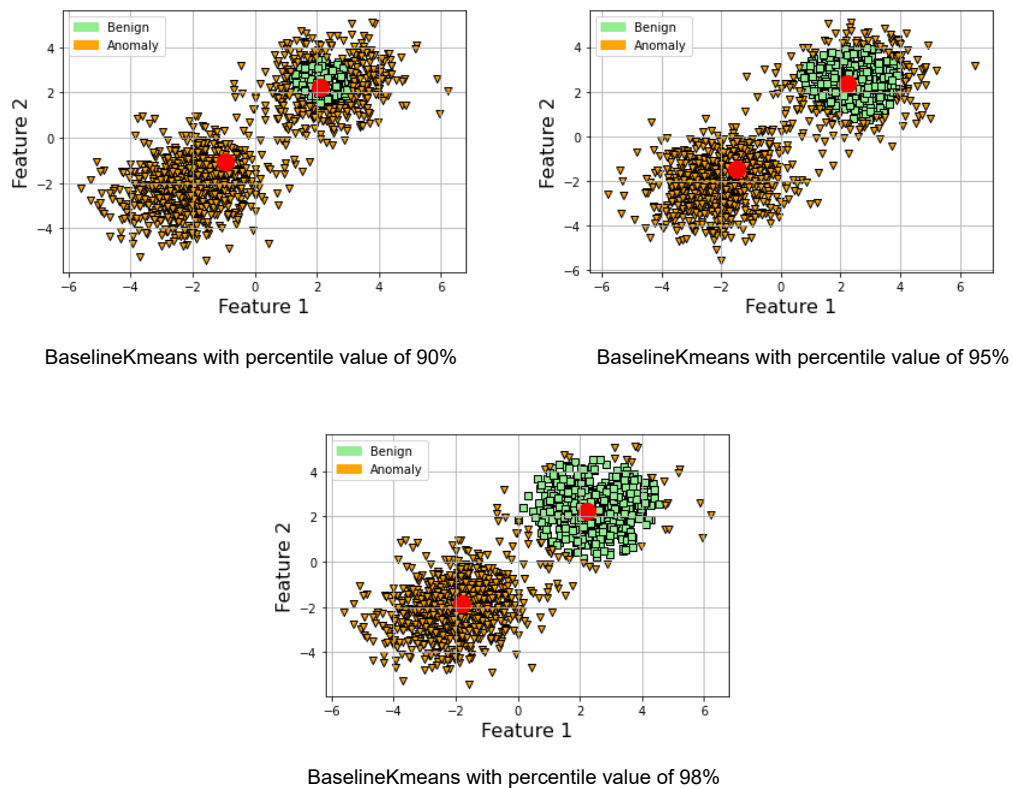 Benign
Anomaly
4
2
0
−2
−4
Feature 2
−6 −4 −2 0 2 4 6
Feature 1
BaselineKmeans with percentile value of 90%
Benign
Anomaly
4
2
0
−2
−4
−6
Feature 2
−6 −4 −2 0 2 4 6
Feature 1
BaselineKmeans with percentile value of 95%
Benign
Anomaly
4
2
0
−2
−4
Feature 2
−6 −4 −2 0 2 4 6
Feature 1
BaselineKmeans with percentile value of 98%